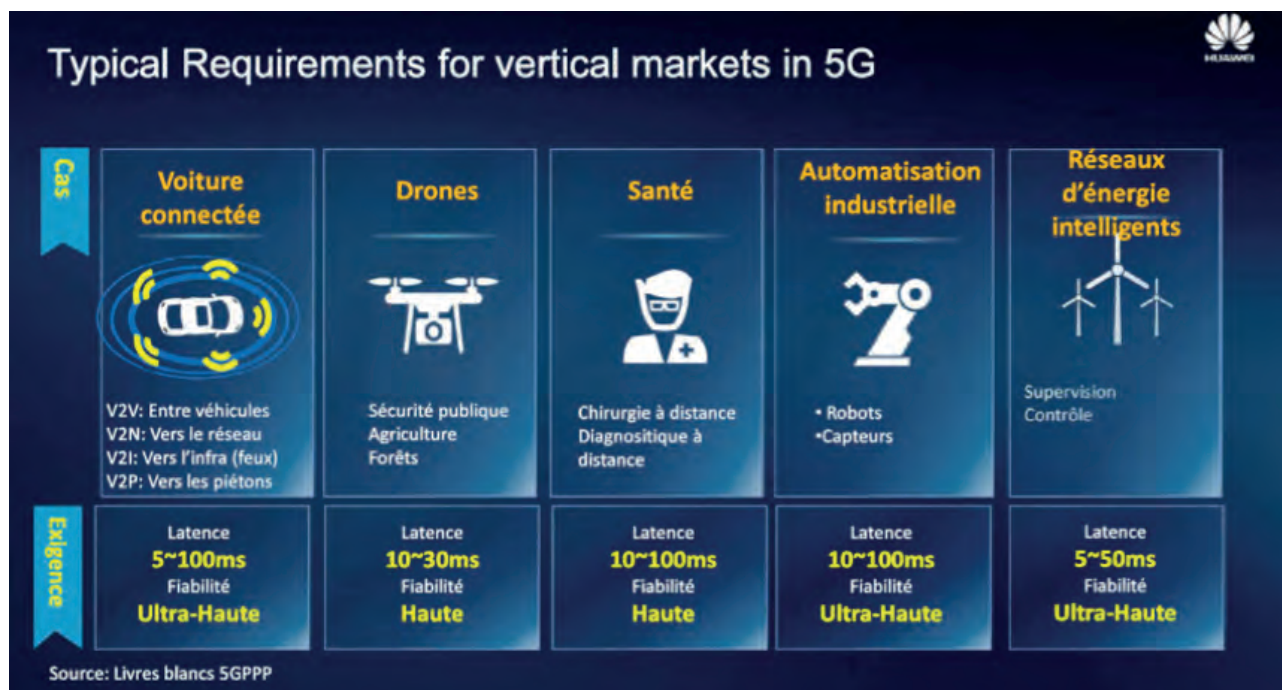 Typical Requirements for vertical markets in 5G
HUAWEI
Cas
Voiture
connectée
V2V: Entre véhicules
V2N: Vers le réseau
V2I: Vers l'infra (feux)
V2P: Vers les piétons
Drones
Sécurité publique
Agriculture
Forêts
Santé
Chirurgie à distance
Diagnositique à
distance
Automatisation
industrielle
• Robots
•Capteurs
Réseaux
d'énergie
intelligents
Supervision
Contrôle
Exigence
Latence
5~100ms
Fiabilité
Ultra-Haute
Latence
10~30ms
Fiabilité
Haute
Latence
10~100ms
Fiabilité
Haute
Latence
10~100ms
Fiabilité
Ultra-Haute
Latence
5~50ms
Fiabilité
Ultra-Haute
Source: Livres blancs 5GPPP